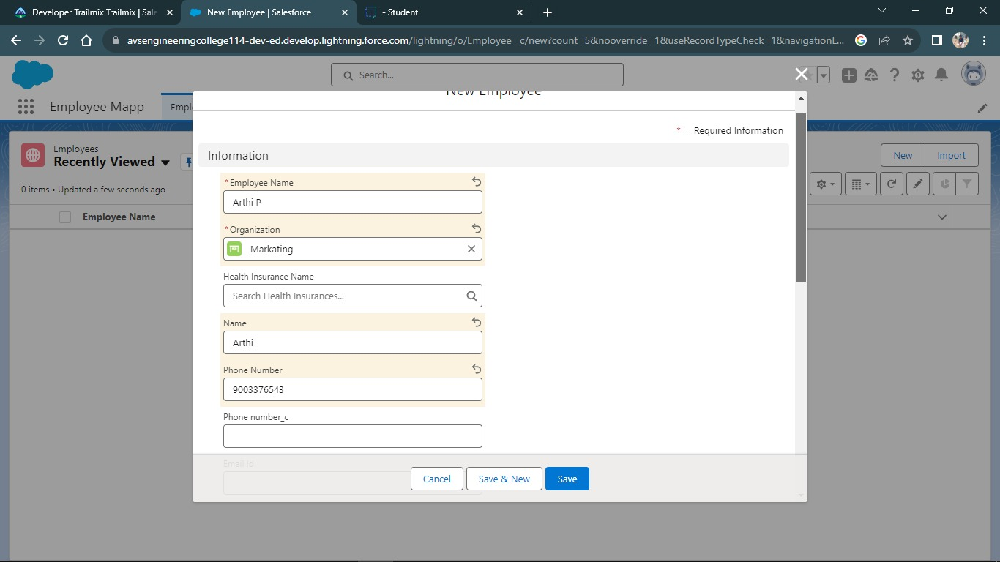 Developer Trailmix Trailmix | Sale
New Employee | Salesforce
- Student
avsengineeringcollege114-dev-ed.develop.lightning.force.com/lightning/o/Employee__c/new?count=5&nooverride=1&useRecordTypeCheck=1&navigationL...
Search...
Employee Mapp
Empl
New Employee
* = Required Information
Information
Employees
Recently Viewed
0 items • Updated a few seconds ago
New
Import
Employee Name
*Employee Name
Arthi P
*Organization
Markating
Health Insurance Name
Search Health Insurances...
Name
Arthi
Phone Number
9003376543
Phone number_c
Email Id
Cancel
Save & New
Save